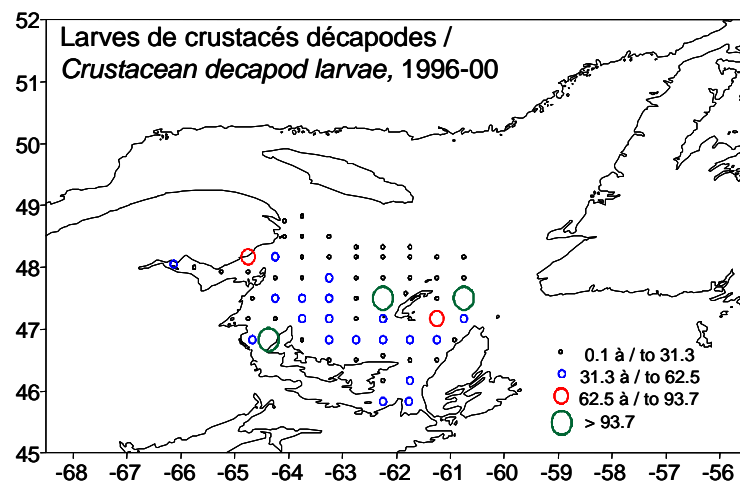 Larves de crustacés décapodes /
Crustacean decapod larvae, 1996-00
52
51
50
49
48
47
46
45
0.1 à / to 31.3
31.3 à / to 62.5
62.5 à / to 93.7
> 93.7
-68 -67 -66 -65 -64 -63 -62 -61 -60 -59 -58 -57 -56